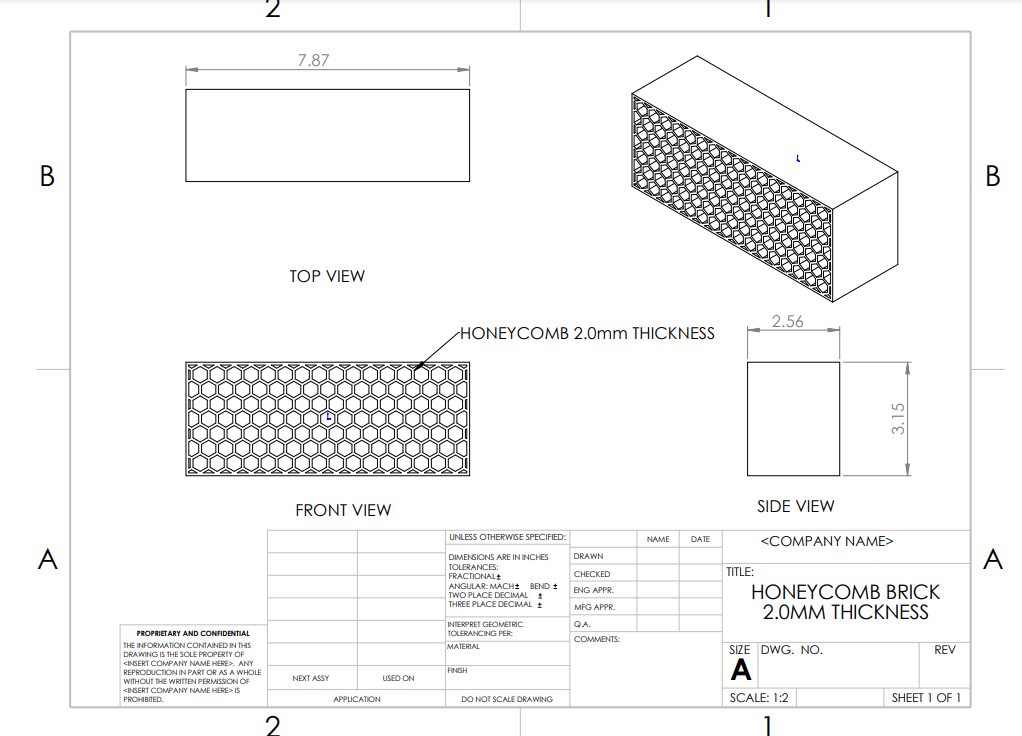 2
1
7.87
B
B
TOP VIEW
HONEYCOMB 2.0mm THICKNESS
2.56
3.15
FRONT VIEW
SIDE VIEW
A
A
UNLESS OTHERWISE SPECIFIED:
DIMENSIONS ARE IN INCHES
TOLERANCES:
FRACTIONAL±
ANGULAR: MACH± BEND ±
TWO PLACE DECIMAL ±
THREE PLACE DECIMAL ±
INTERPRET GEOMETRIC
TOLERANCING PER:
MATERIAL
FINISH
DO NOT SCALE DRAWING
NAME
DATE
DRAWN
CHECKED
ENG APPR.
MFG APPR.
Q.A.
COMMENTS:
<COMPANY NAME>
TITLE:
HONEYCOMB BRICK
2.0MM THICKNESS
SIZE
A
DWG. NO.
REV
SCALE: 1:2
SHEET 1 OF 1
PROPRIETARY AND CONFIDENTIAL
THE INFORMATION CONTAINED IN THIS
DRAWING IS THE SOLE PROPERTY OF
<INSERT COMPANY NAME HERE>. ANY
REPRODUCTION IN PART OR AS A WHOLE
WITHOUT THE WRITTEN PERMISSION OF
<INSERT COMPANY NAME HERE> IS
PROHIBITED.
NEXT ASSY
USED ON
APPLICATION
2
1